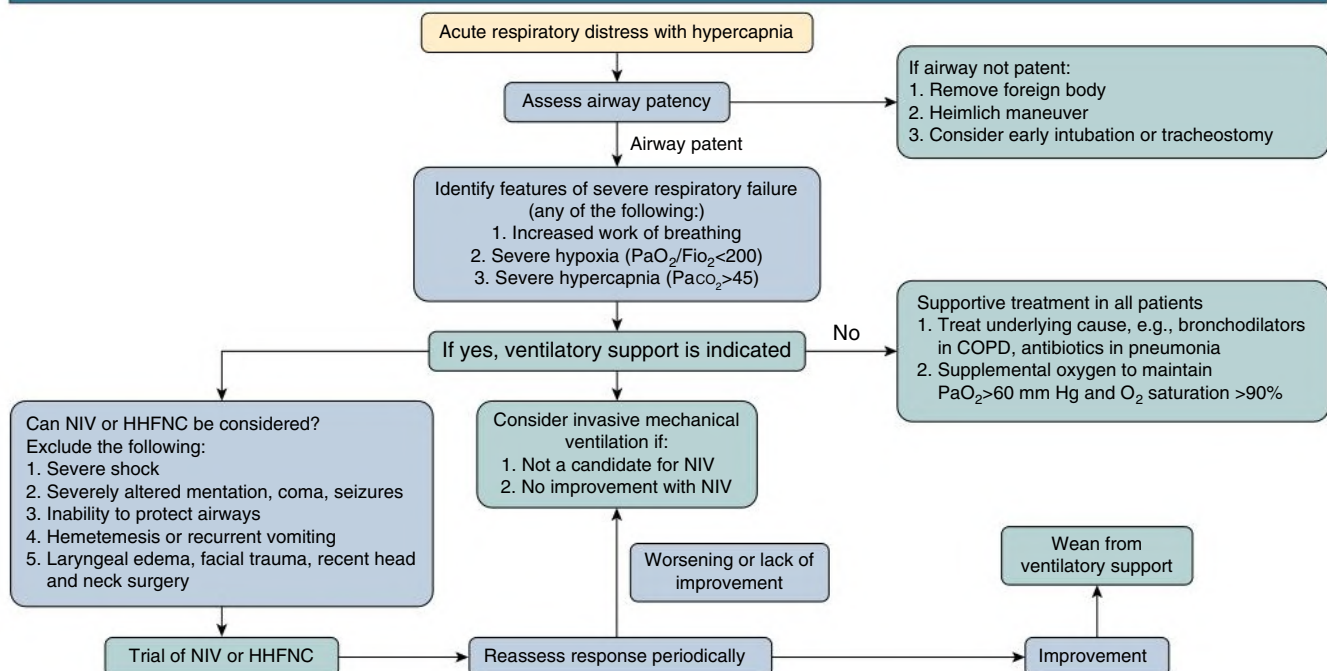 Acute respiratory distress with hypercapnia
Assess airway patency
If airway not patent:
1. Remove foreign body
2. Heimlich maneuver
3. Consider early intubation or tracheostomy
Airway patent
Identify features of severe respiratory failure
(any of the following:)
1. Increased work of breathing
2. Severe hypoxia (PaO₂/Fio₂<200)
3. Severe hypercapnia (Paco₂>45)
If yes, ventilatory support is indicated
No
Supportive treatment in all patients
1. Treat underlying cause, e.g., bronchodilators
in COPD, antibiotics in pneumonia
2. Supplemental oxygen to maintain
PaO₂>60 mm Hg and O₂ saturation >90%
Can NIV or HHFNC be considered?
Exclude the following:
1. Severe shock
2. Severely altered mentation, coma, seizures
3. Inability to protect airways
4. Hemetemesis or recurrent vomiting
5. Laryngeal edema, facial trauma, recent head
and neck surgery
Consider invasive mechanical
ventilation if:
1. Not a candidate for NIV
2. No improvement with NIV
Worsening or lack of
improvement
Wean from
ventilatory support
Trial of NIV or HHFNC
Reassess response periodically
Improvement